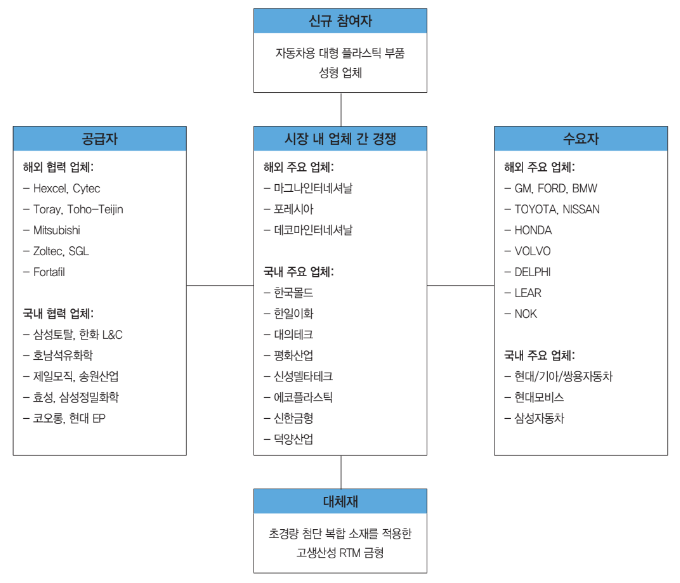 신규 참여자
자동차용 대형 플라스틱 부품
성형 업체
공급자
해외 협력 업체:
– Hexcel, Cytec
– Toray, Toho-Teijin
– Mitsubishi
– Zoltec, SGL
– Fortafil
국내 협력 업체:
– 삼성토탈, 한화 L&C
– 호남석유화학
– 제일모직, 송원산업
– 효성, 삼성정밀화학
– 코오롱, 현대 EP
시장 내 업체 간 경쟁
해외 주요 업체:
– 마그나인터네셔날
– 포레시아
– 데코마인터네셔날
국내 주요 업체:
– 한국몰드
– 한일이화
– 대의테크
– 평화산업
– 신성델타테크
– 에코플라스틱
– 신한금형
– 덕양산업
수요자
해외 주요 업체:
– GM, FORD, BMW
– TOYOTA, NISSAN
– HONDA
– VOLVO
– DELPHI
– LEAR
– NOK
국내 주요 업체:
– 현대/기아/쌍용자동차
– 현대모비스
– 삼성자동차
대체재
초경량 첨단 복합 소재를 적용한
고생산성 RTM 금형